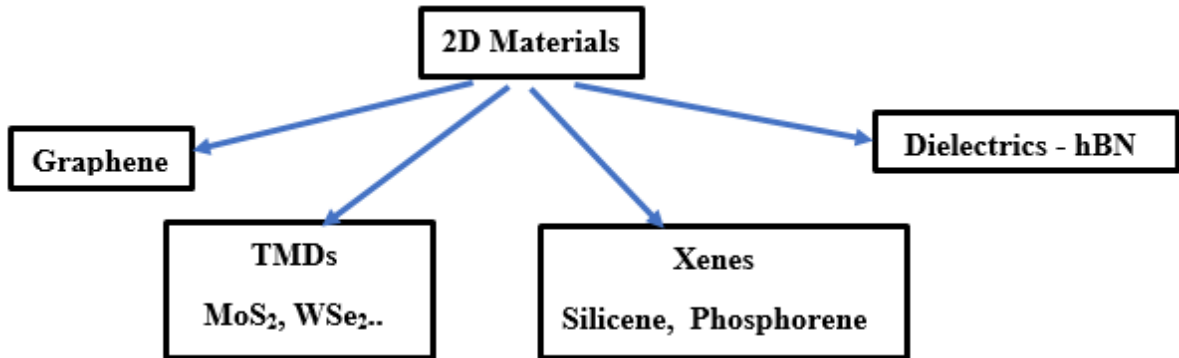 2D Materials
Graphene
Dielectrics - hBN
TMDs
MoS₂, WSe₂..
Xenes
Silicene, Phosphorene